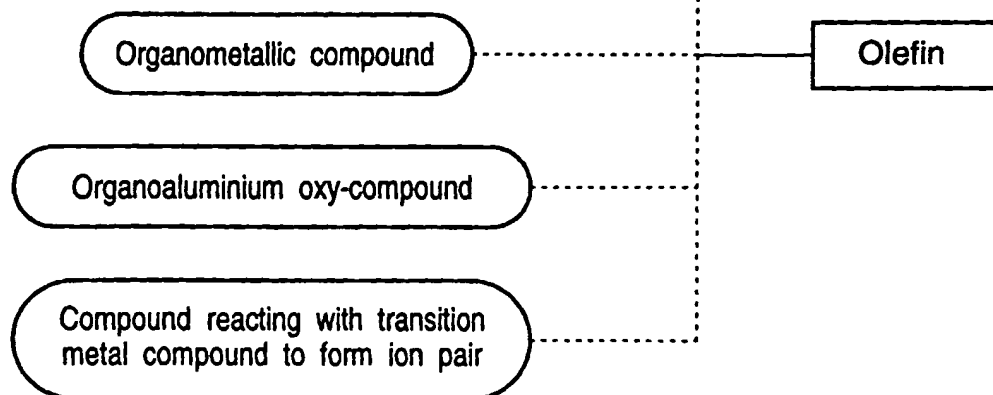 Organometallic compound
Olefin
Organoaluminium oxy-compound
Compound reacting with transition
metal compound to form ion pair